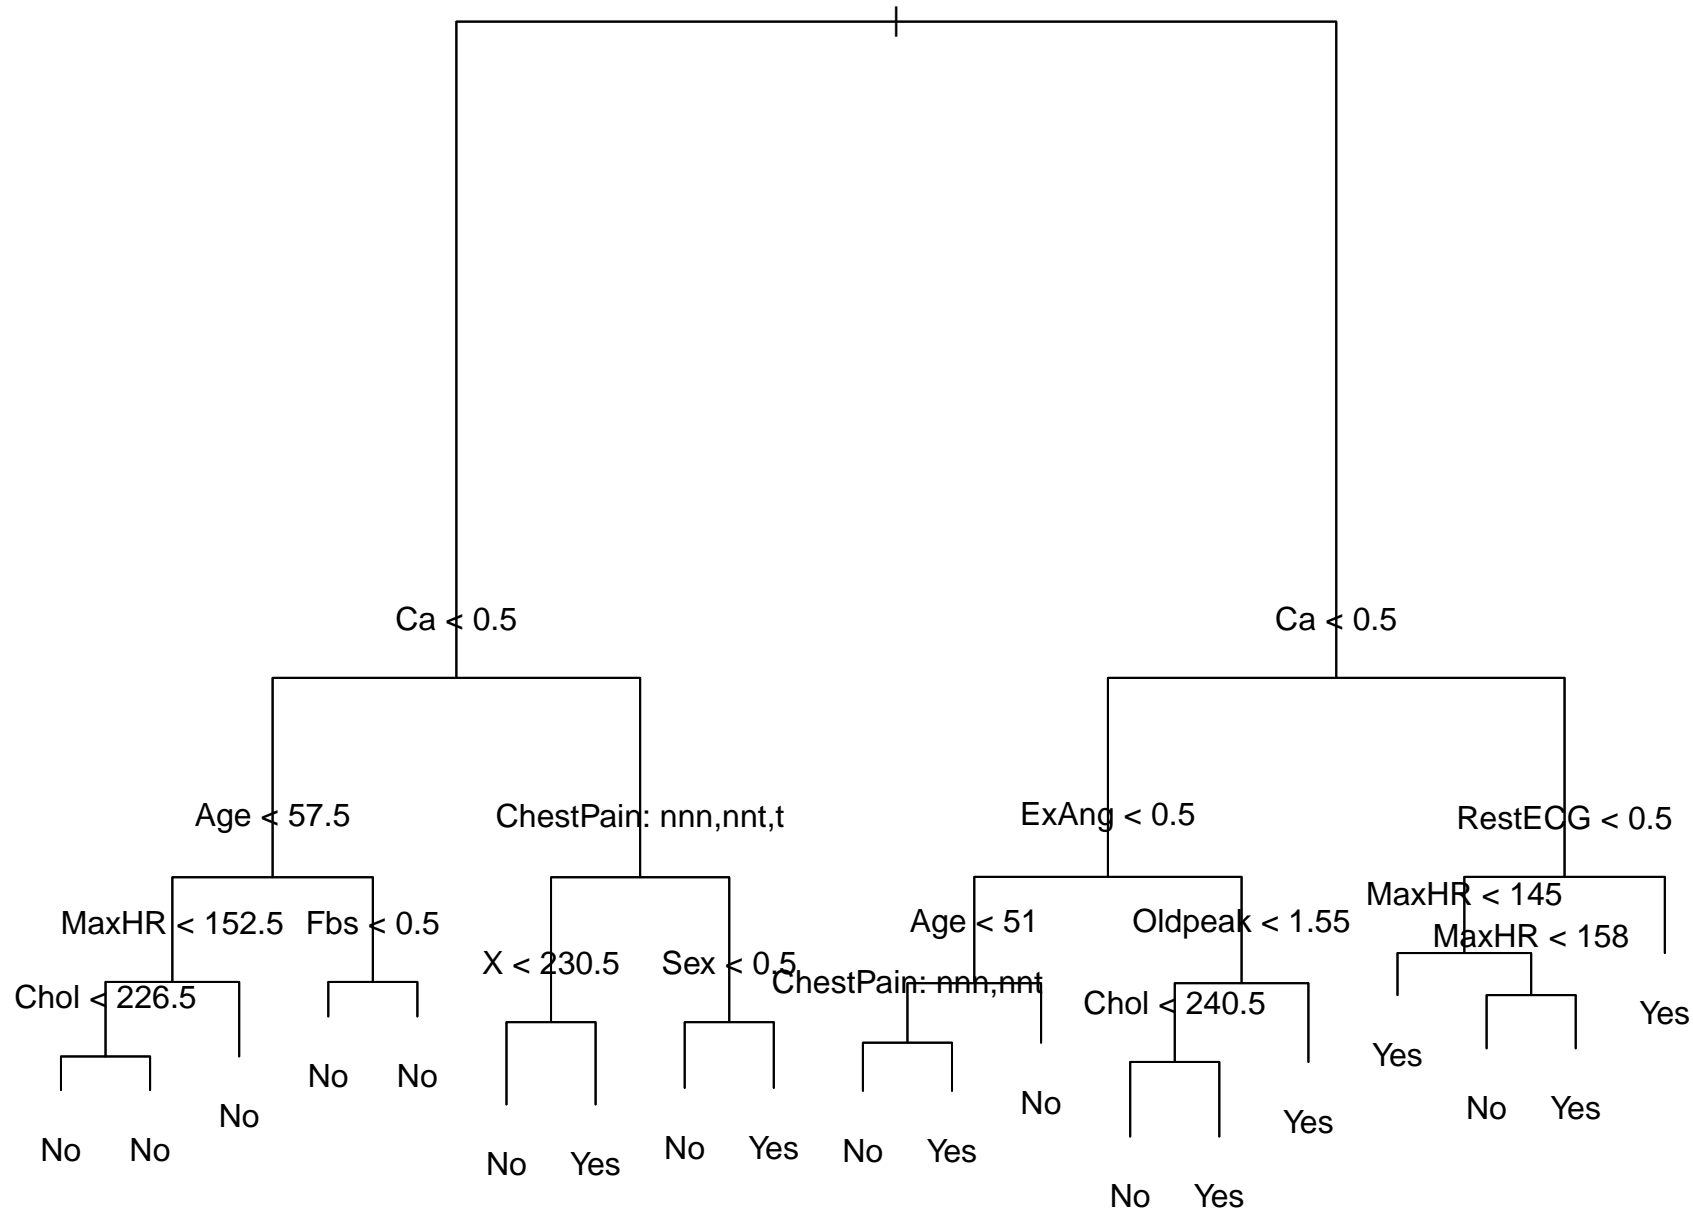 Ca < 0.5
Ca < 0.5
Age < 57.5
ChestPain: nnn,nnt,t
ExAng < 0.5
RestECG < 0.5
MaxHR < 145
MaxHR < 152.5
Fbs < 0.5
Age < 51
Oldpeak < 1.55
MaxHR < 158
X < 230.5
Sex < 0.5
ChestPain: nnn,nnt
Chol < 226.5
Chol < 240.5
Yes
Yes
No
No
No
No
Yes
No
Yes
Yes
No
No
No
Yes
No
Yes
No
Yes
No
Yes